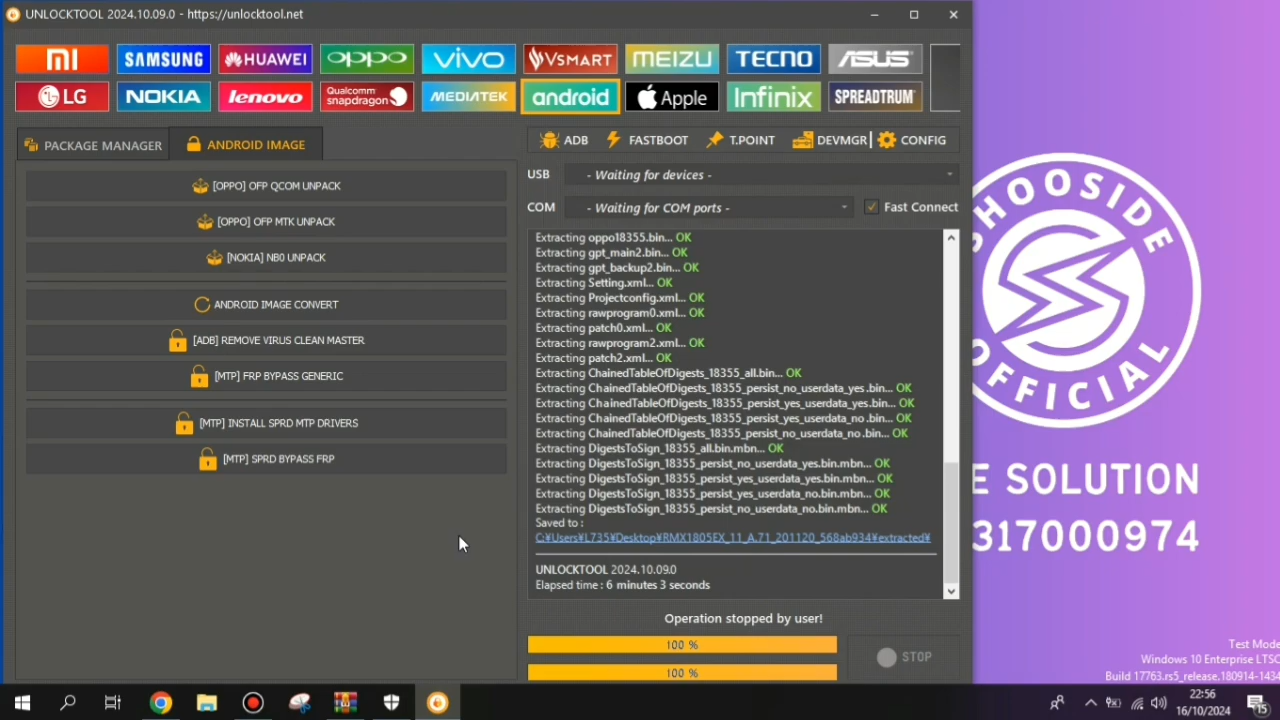 UNLOCKTOOL 2024.10.09.0 - https://unlocktool.net
mi SAMSUNG HUAWEI oppo vivo VSMART MEIZU TECNO ASUS
LG NOKIA lenovo Qualcomm snapdragon MEDIATEK android Apple Infinix SPREADTRUM
PACKAGE MANAGER ANDROID IMAGE
[OPPO] OFP QCOM UNPACK
[OPPO] OFP MTK UNPACK
[NOKIA] NB0 UNPACK
ANDROID IMAGE CONVERT
[ADB] REMOVE VIRUS CLEAN MASTER
[MTP] FRP BYPASS GENERIC
[MTP] INSTALL SPRD MTP DRIVERS
[MTP] SPRD BYPASS FRP
ADB FASTBOOT T.POINT DEVMGR CONFIG
USB - Waiting for devices -
COM - Waiting for COM ports - Fast Connect
Extracting oppo18355.bin... OK
Extracting gpt_main2.bin... OK
Extracting gpt_backup2.bin... OK
Extracting Setting.xml... OK
Extracting Projectconfig.xml... OK
Extracting rawprogram0.xml... OK
Extracting patch0.xml... OK
Extracting rawprogram2.xml... OK
Extracting patch2.xml... OK
Extracting ChainedTableOfDigests_18355_all.bin... OK
Extracting ChainedTableOfDigests_18355_persist_no_userdata_yes.bin... OK
Extracting ChainedTableOfDigests_18355_persist_yes_userdata_yes.bin... OK
Extracting ChainedTableOfDigests_18355_persist_yes_userdata_no.bin... OK
Extracting ChainedTableOfDigests_18355_persist_no_userdata_no.bin... OK
Extracting DigestsToSign_18355_all.bin.mbn... OK
Extracting DigestsToSign_18355_persist_no_userdata_yes.bin.mbn... OK
Extracting DigestsToSign_18355_persist_yes_userdata_yes.bin.mbn... OK
Extracting DigestsToSign_18355_persist_yes_userdata_no.bin.mbn... OK
Extracting DigestsToSign_18355_persist_no_userdata_no.bin.mbn... OK
Saved to :
C:¥Users¥L735¥Desktop¥RMX1805EX_11_A.71_201120_568ab934¥extracted¥
UNLOCKTOOL 2024.10.09.0
Elapsed time : 6 minutes 3 seconds
Operation stopped by user!
100 %
STOP
100 %
SHOOSIDE
OFFICIAL
E SOLUTION
317000974
Test Mode
Windows 10 Enterprise LTSC
Build 17763.rs5_release.180914-1434
22:56
16/10/2024
15